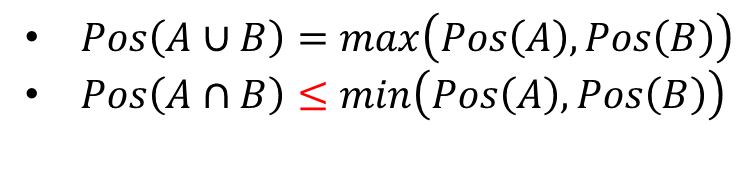 • Pos(A ∪ B) = max(Pos(A), Pos(B))
• Pos(A ∩ B) ≤ min(Pos(A), Pos(B))